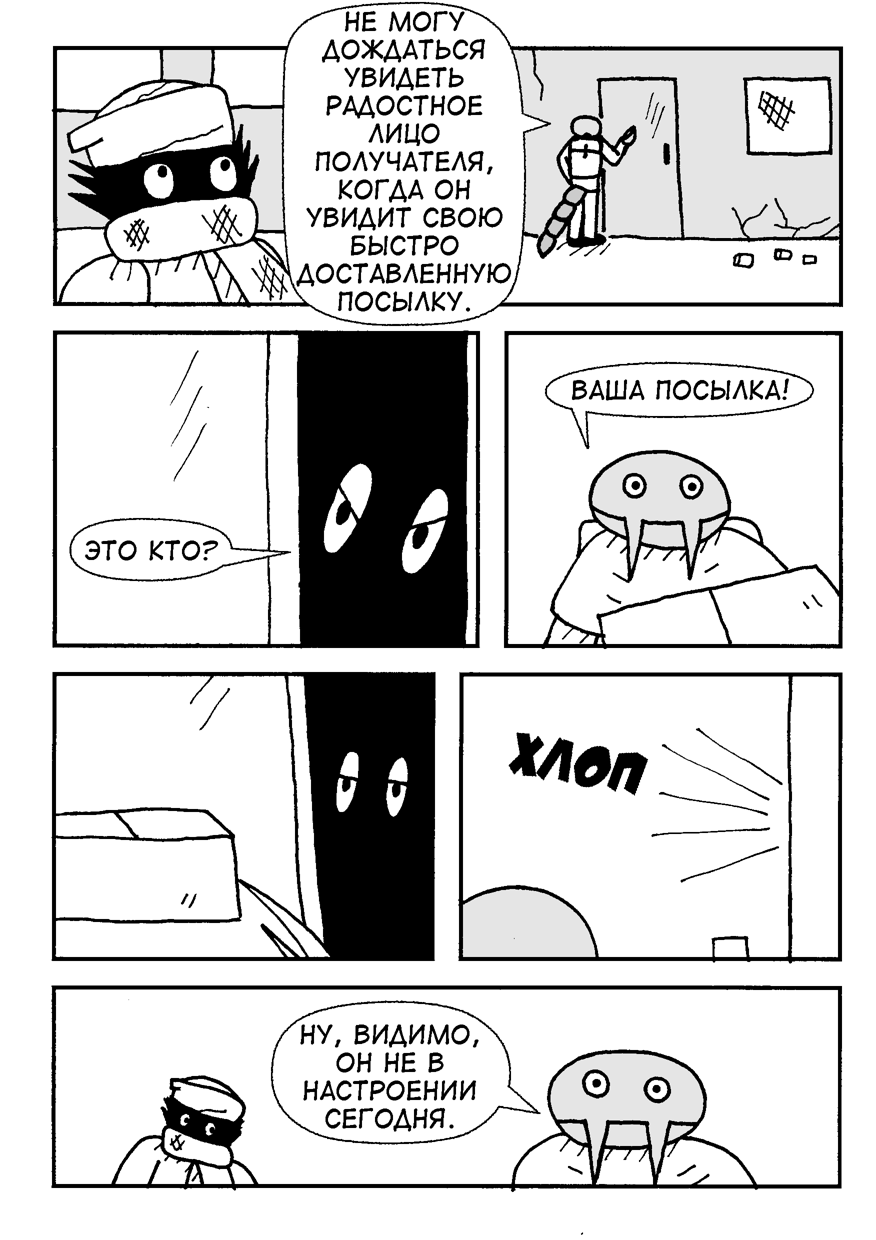 НЕ МОГУ
ДОЖДАТЬСЯ
УВИДЕТЬ
РАДОСТНОЕ
ЛИЦО
ПОЛУЧАТЕЛЯ,
КОГДА ОН
УВИДИТ СВОЮ
БЫСТРО
ДОСТАВЛЕННУЮ
ПОСЫЛКУ.
ЭТО КТО?
ВАША ПОСЫЛКА!
ХЛОП
НУ, ВИДИМО,
ОН НЕ В
НАСТРОЕНИИ
СЕГОДНЯ.